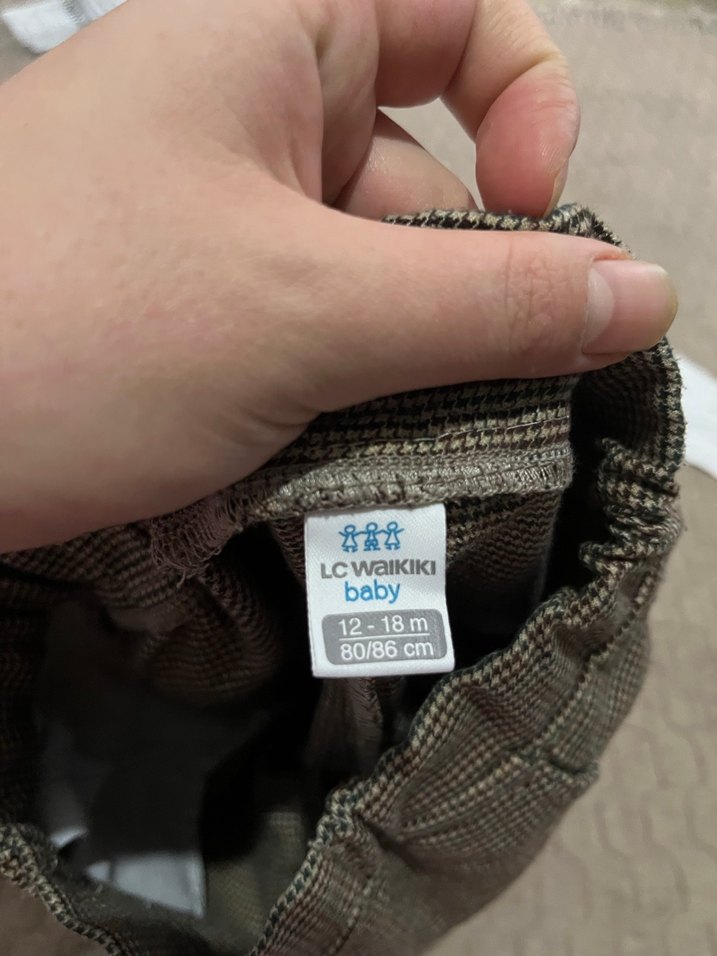 LC WAIKIKI
baby
12 - 18 m
80/86 cm